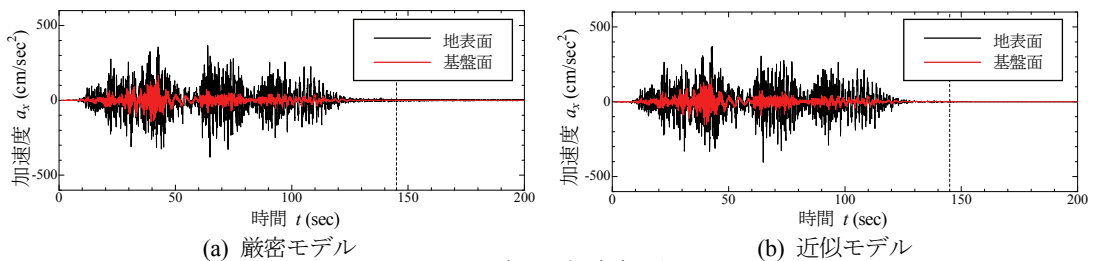 500
0
-500
加速度 aₓ (cm/sec²)
地表面
基盤面
0 50 100 150 200
時間 t (sec)
(a) 厳密モデル
500
0
-500
加速度 aₓ (cm/sec²)
地表面
基盤面
0 50 100 150 200
時間 t (sec)
(b) 近似モデル